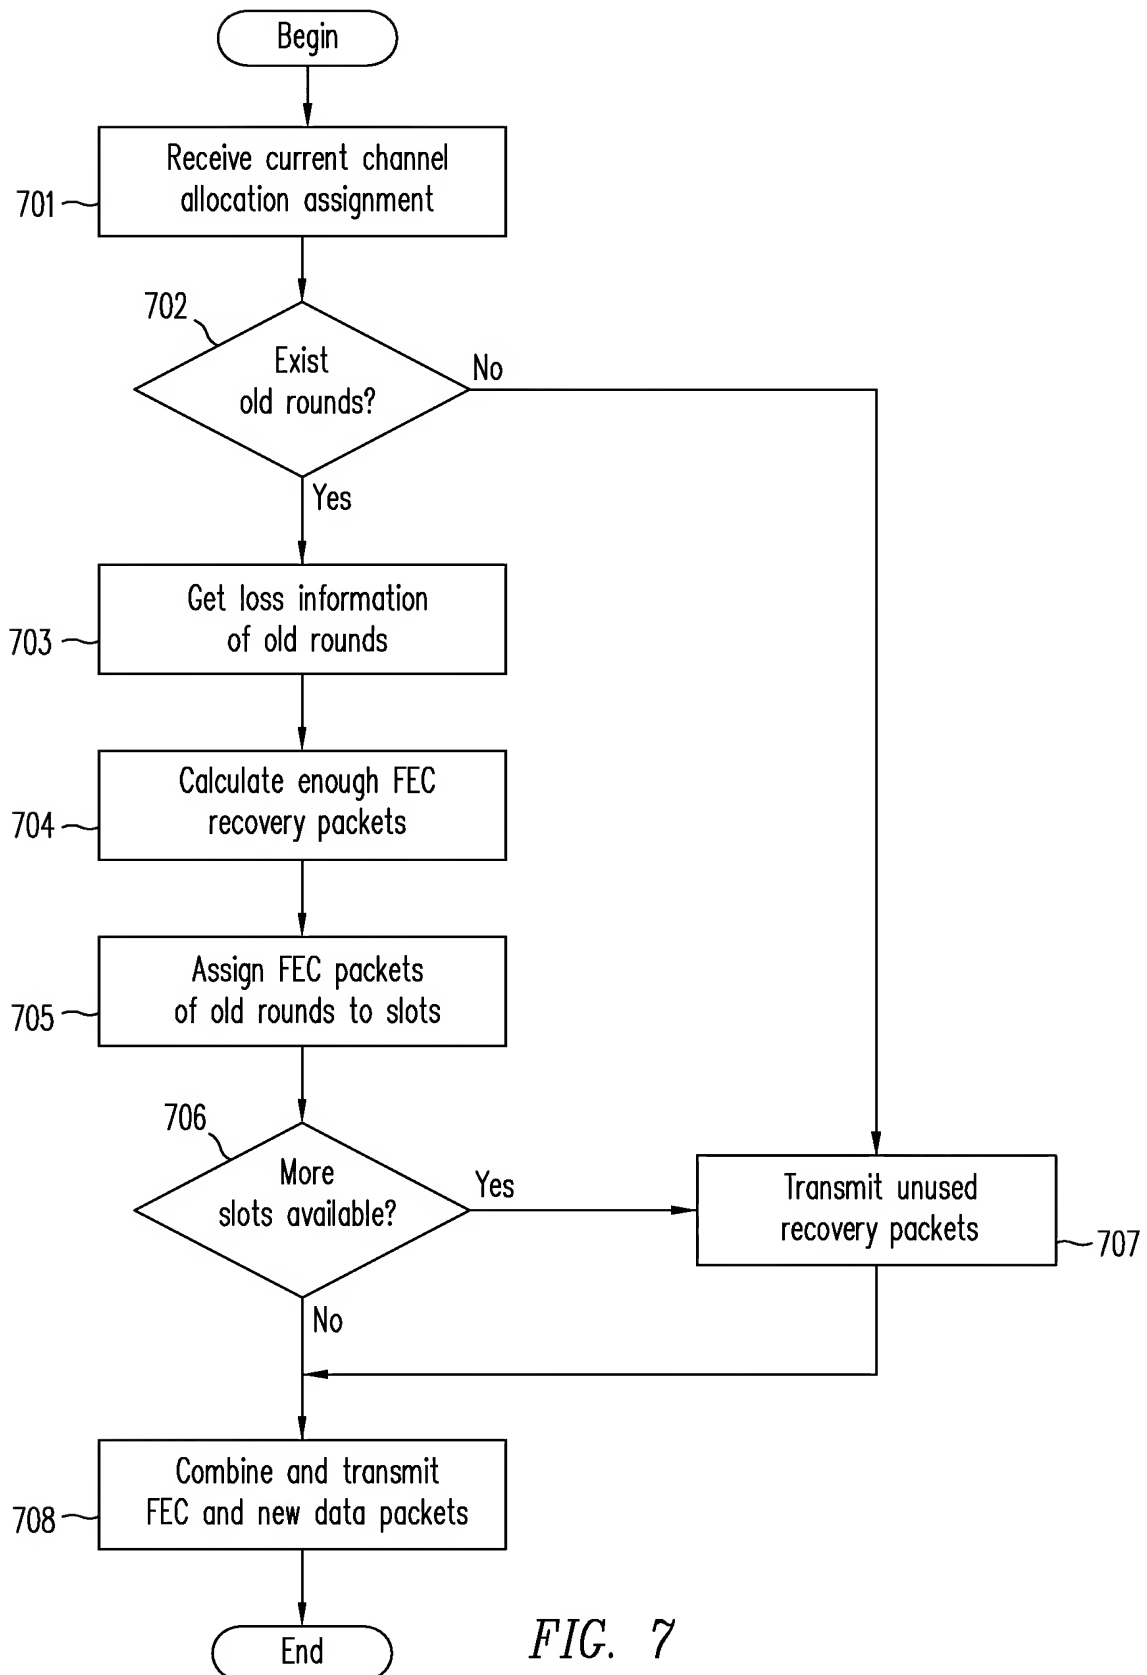 Begin
Receive current channel
allocation assignment
701
702
Exist
old rounds?
No
Yes
Get loss information
of old rounds
703
Calculate enough FEC
recovery packets
704
Assign FEC packets
of old rounds to slots
705
706
More
slots available?
Yes
Transmit unused
recovery packets
707
No
Combine and transmit
FEC and new data packets
708
End
FIG. 7